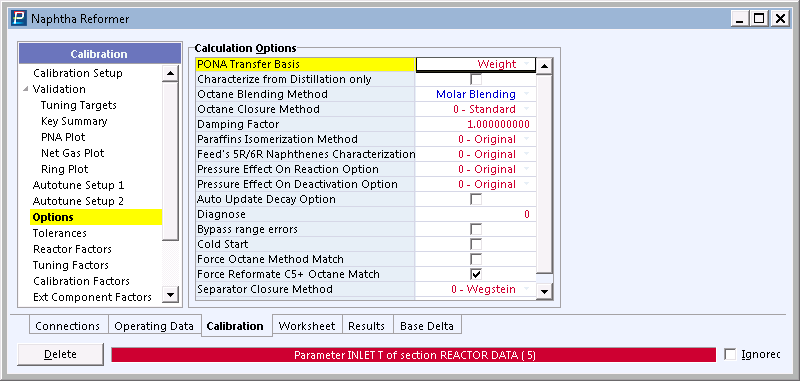 Naphtha Reformer
Calibration
Calibration Setup
Validation
Tuning Targets
Key Summary
PNA Plot
Net Gas Plot
Ring Plot
Autotune Setup 1
Autotune Setup 2
Options
Tolerances
Reactor Factors
Tuning Factors
Calibration Factors
Ext Component Factors
Calculation Options
PONA Transfer Basis Weight
Characterize from Distillation only
Octane Blending Method Molar Blending
Octane Closure Method 0 - Standard
Damping Factor 1.000000000
Paraffins Isomerization Method 0 - Original
Feed's 5R/6R Naphthenes Characterization 0 - Original
Pressure Effect On Reaction Option 0 - Original
Pressure Effect On Deactivation Option 0 - Original
Auto Update Decay Option
Diagnose 0
Bypass range errors
Cold Start
Force Octane Method Match
Force Reformate C5+ Octane Match
Separator Closure Method 0 - Wegstein
Connections Operating Data Calibration Worksheet Results Base Delta
Delete Parameter INLET T of section REACTOR DATA ( 5) Ignorec